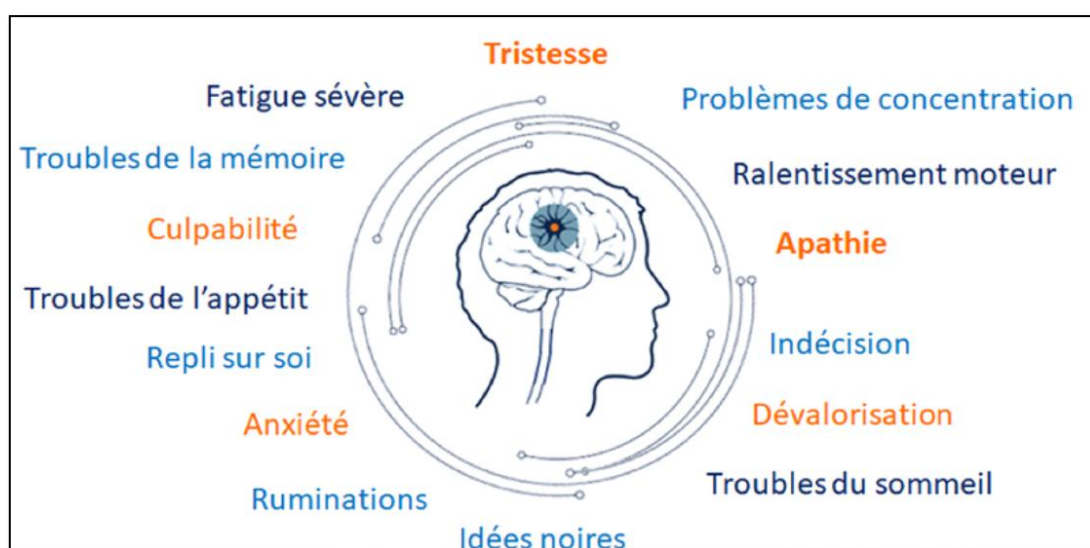 Tristesse
Fatigue sévère
Problèmes de concentration
Troubles de la mémoire
Ralentissement moteur
Culpabilité
Apathie
Troubles de l'appétit
Repli sur soi
Indécision
Anxiété
Dévalorisation
Troubles du sommeil
Ruminations
Idées noires